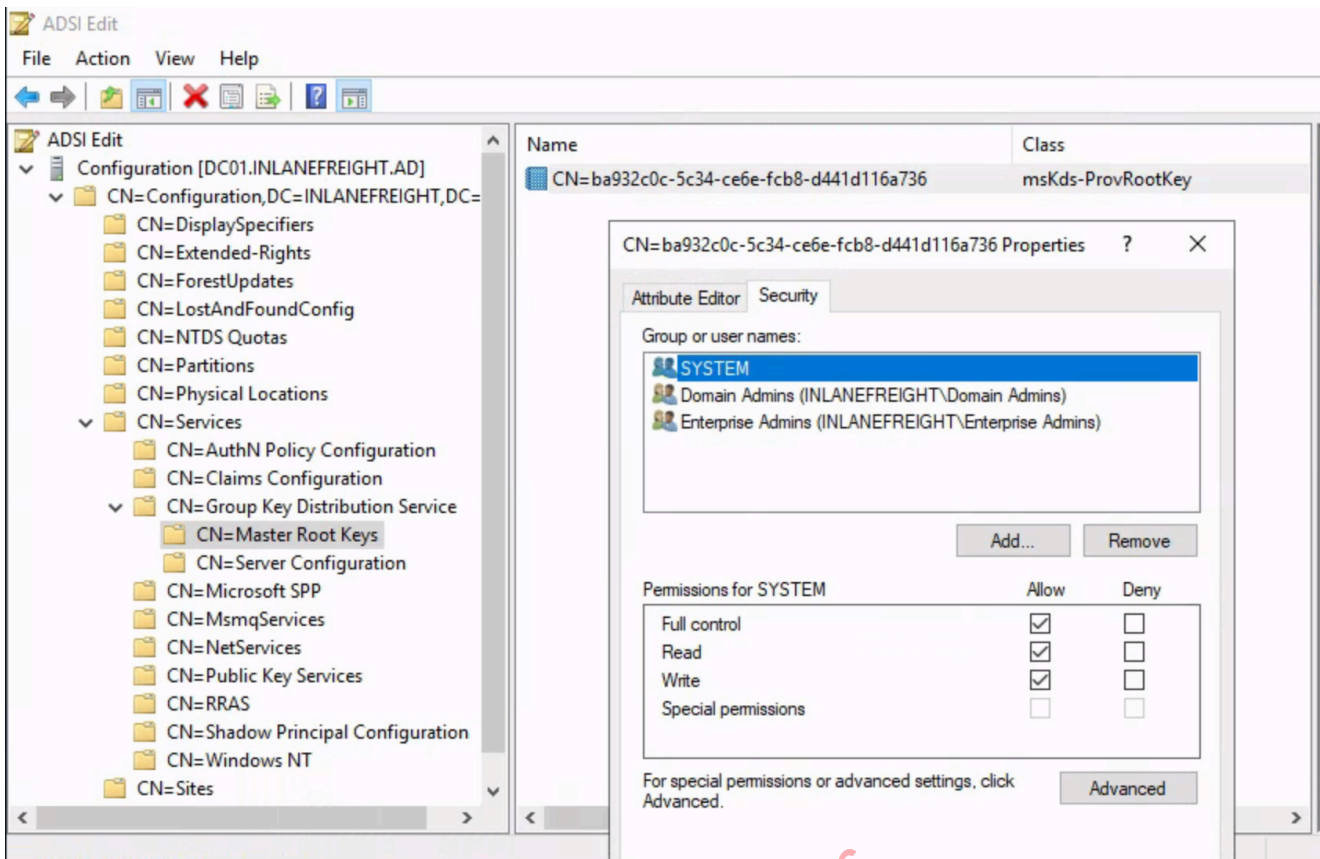 ADSI Edit
File Action View Help
ADSI Edit
Configuration [DC01.INLANEFREIGHT.AD]
CN=Configuration,DC=INLANEFREIGHT,DC=
CN=DisplaySpecifiers
CN=Extended-Rights
CN=ForestUpdates
CN=LostAndFoundConfig
CN=NTDS Quotas
CN=Partitions
CN=Physical Locations
CN=Services
CN=AuthN Policy Configuration
CN=Claims Configuration
CN=Group Key Distribution Service
CN=Master Root Keys
CN=Server Configuration
CN=Microsoft SPP
CN=MsmqServices
CN=NetServices
CN=Public Key Services
CN=RRAS
CN=Shadow Principal Configuration
CN=Windows NT
CN=Sites
Name Class
CN=ba932c0c-5c34-ce6e-fcb8-d441d116a736 msKds-ProvRootKey
CN=ba932c0c-5c34-ce6e-fcb8-d441d116a736 Properties ?
Attribute Editor Security
Group or user names:
SYSTEM
Domain Admins (INLANEFREIGHT\Domain Admins)
Enterprise Admins (INLANEFREIGHT\Enterprise Admins)
Add... Remove
Permissions for SYSTEM Allow Deny
Full control
Read
Write
Special permissions
For special permissions or advanced settings, click
Advanced.
Advanced